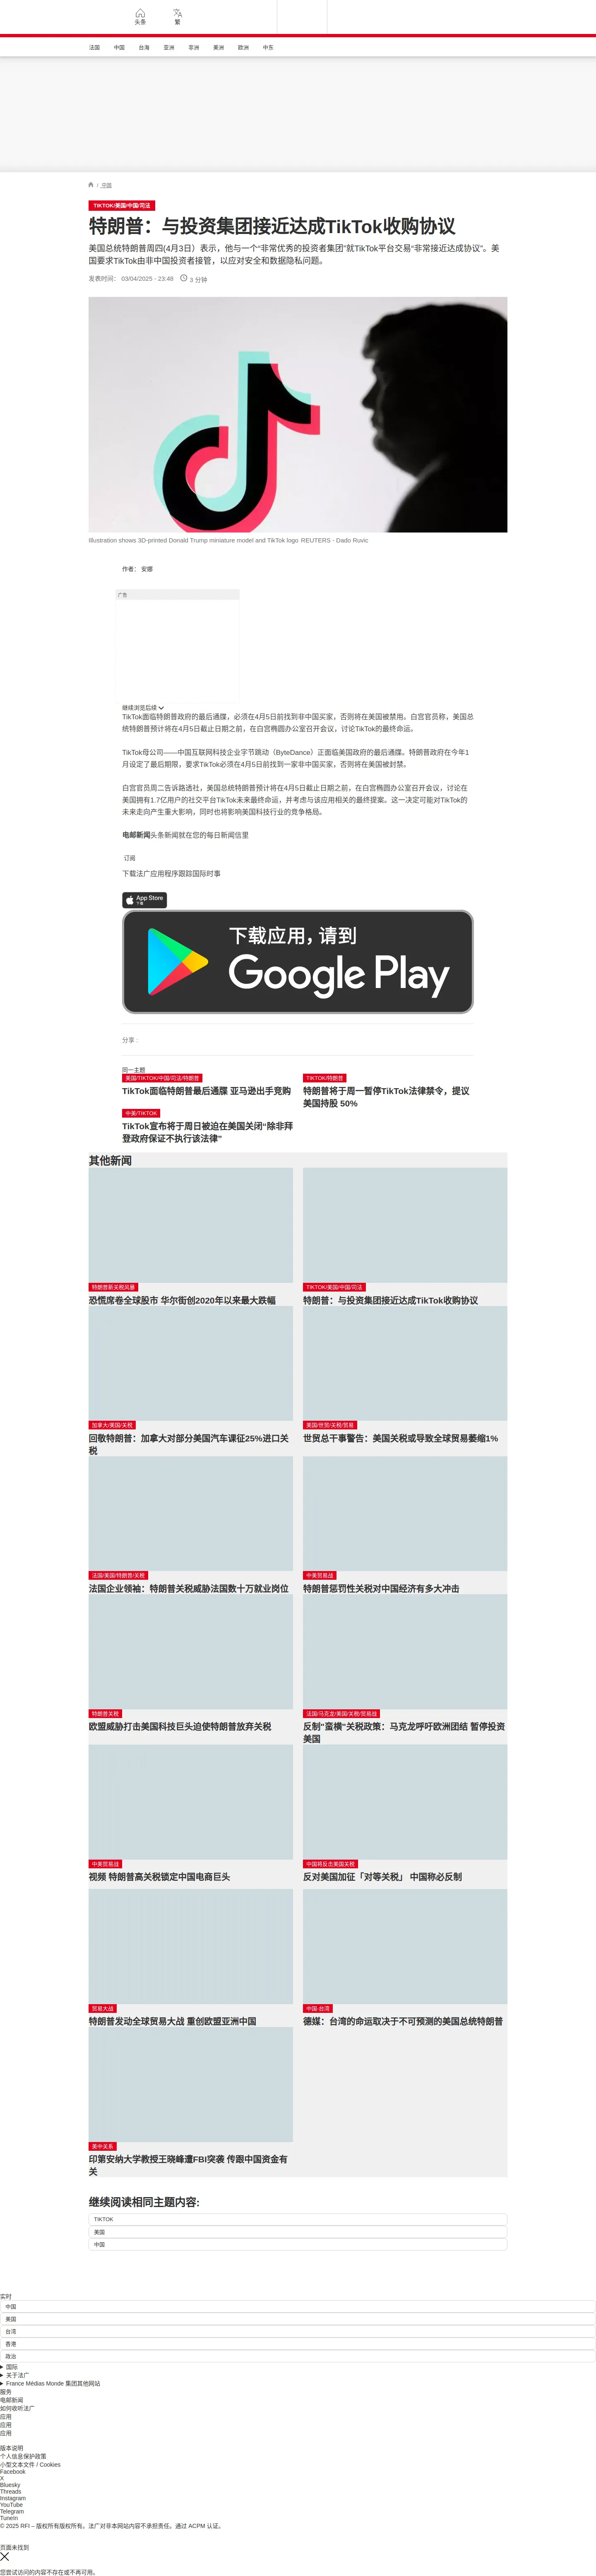 头条
繁
法国
中国
台海
亚洲
非洲
美洲
欧洲
中东
/ 中国
TIKTOK/美国/中国/司法
特朗普：与投资集团接近达成TikTok收购协议
美国总统特朗普周四(4月3日）表示，他与一个“非常优秀的投资者集团”就TikTok平台交易“非常接近达成协议”。美
国要求TikTok由非中国投资者接管，以应对安全和数据隐私问题。
发表时间： 03/04/2025 - 23:48
3 分钟
Illustration shows 3D-printed Donald Trump miniature model and TikTok logo REUTERS - Dado Ruvic
作者： 安娜
广告
继续浏览后续
TikTok面临特朗普政府的最后通牒，必须在4月5日前找到非中国买家，否则将在美国被禁用。白宫官员称，美国总
统特朗普预计将在4月5日截止日期之前，在白宫椭圆办公室召开会议，讨论TikTok的最终命运。
TikTok母公司——中国互联网科技企业字节跳动（ByteDance）正面临美国政府的最后通牒。特朗普政府在今年1
月设定了最后期限，要求TikTok必须在4月5日前找到一家非中国买家，否则将在美国被封禁。
白宫官员周二告诉路透社，美国总统特朗普预计将在4月5日截止日期之前，在白宫椭圆办公室召开会议，讨论在
美国拥有1.7亿用户的社交平台TikTok未来最终命运，并考虑与该应用相关的最终提案。这一决定可能对TikTok的
未来走向产生重大影响，同时也将影响美国科技行业的竞争格局。
电邮新闻头条新闻就在您的每日新闻信里
订阅
下载法广应用程序跟踪国际时事
App Store
下载
下载应用，请到
Google Play
分享 :
同一主题
美国/TIKTOK/中国/司法/特朗普
TikTok面临特朗普最后通牒 亚马逊出手竞购
TIKTOK/特朗普
特朗普将于周一暂停TikTok法律禁令，提议
美国持股 50%
中美/TIKTOK
TikTok宣布将于周日被迫在美国关闭“除非拜
登政府保证不执行该法律”
其他新闻
特朗普新关税风暴
恐慌席卷全球股市 华尔街创2020年以来最大跌幅
TIKTOK/美国/中国/司法
特朗普：与投资集团接近达成TikTok收购协议
加拿大/美国/关税
回敬特朗普：加拿大对部分美国汽车课征25%进口关
税
美国/世贸/关税/贸易
世贸总干事警告：美国关税或导致全球贸易萎缩1%
法国/美国/特朗普/关税
法国企业领袖：特朗普关税威胁法国数十万就业岗位
中美贸易战
特朗普惩罚性关税对中国经济有多大冲击
特朗普关税
欧盟威胁打击美国科技巨头迫使特朗普放弃关税
法国/马克龙/美国/关税/贸易战
反制"蛮横"关税政策：马克龙呼吁欧洲团结 暂停投资
美国
中美贸易战
视频 特朗普高关税锁定中国电商巨头
中国将反击美国关税
反对美国加征「对等关税」 中国称必反制
贸易大战
特朗普发动全球贸易大战 重创欧盟亚洲中国
中国·台湾
德媒：台湾的命运取决于不可预测的美国总统特朗普
美中关系
印第安纳大学教授王晓峰遭FBI突袭 传跟中国资金有
关
继续阅读相同主题内容:
TIKTOK
美国
中国
实时
中国
美国
台湾
香港
政治
国际
关于法广
France Médias Monde 集团其他网站
服务
电邮新闻
如何收听法广
应用
应用
应用
版本说明
个人信息保护政策
小型文本文件 / Cookies
Facebook
X
Bluesky
Threads
Instagram
YouTube
Telegram
TuneIn
© 2025 RFI – 版权所有版权所有。法广对非本网站内容不承担责任。通过 ACPM 认证。
页面未找到
您尝试访问的内容不存在或不再可用。